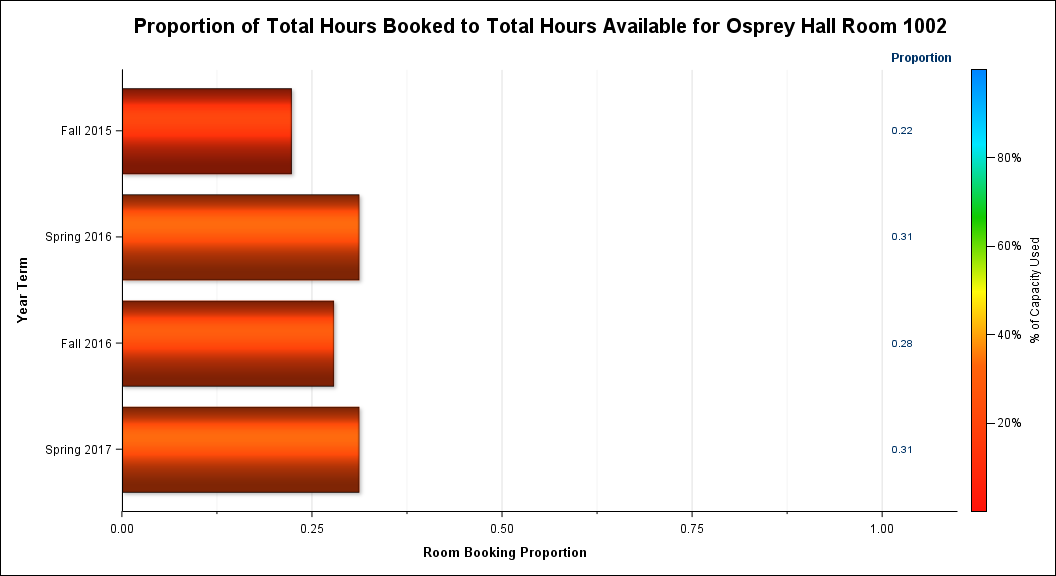 Proportion of Total Hours Booked to Total Hours Available for Osprey Hall Room 1002
Proportion
Fall 2015
0.22
Spring 2016
0.31
Fall 2016
0.28
Spring 2017
0.31
Year Term
0.00
0.25
0.50
0.75
1.00
Room Booking Proportion
80%
60%
40%
20%
% of Capacity Used